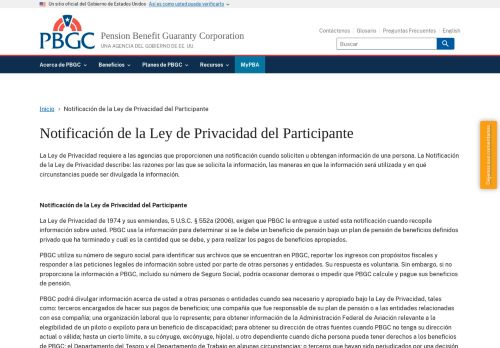 Un sitio oficial del Gobierno de Estados Unidos Así es como usted puede verificarlo
PBGC
Pension Benefit Guaranty Corporation
UNA AGENCIA DEL GOBIERNO DE EE. UU
Contáctenos Glosario Preguntas Frecuentes English
Buscar
Acerca de PBGC Beneficios Planes de PBGC Recursos MyPBA
Inicio › Notificación de la Ley de Privacidad del Participante
Notificación de la Ley de Privacidad del Participante
La Ley de Privacidad requiere a las agencias que proporcionen una notificación cuando soliciten u obtengan información de una persona. La Notificación
de la Ley de Privacidad describe: las razones por las que se solicita la información, las maneras en que la información será utilizada y en qué
circunstancias puede ser divulgada la información.
Notificación de la Ley de Privacidad del Participante
La Ley de Privacidad de 1974 y sus enmiendas, 5 U.S.C. § 552a (2006), exigen que PBGC le entregue a usted esta notificación cuando recopile
información sobre usted. PBGC usa la información para determinar si se le debe un beneficio de pensión bajo un plan de pensión de beneficios definidos
privado que ha terminado y cuál es la cantidad que se debe, y para realizar los pagos de beneficios apropiados.
PBGC utiliza su número de seguro social para identificar sus archivos que se encuentran en PBGC, reportar los ingresos con propósitos fiscales y
responder a las peticiones legales de información sobre usted por parte de otras personas y entidades. Su respuesta es voluntaria. Sin embargo, si no
proporciona la información a PBGC, incluido su número de Seguro Social, podría ocasionar demoras o impedir que PBGC calcule y pague sus beneficios
de pensión.
PBGC podrá divulgar información acerca de usted a otras personas o entidades cuando sea necesario y apropiado bajo la Ley de Privacidad, tales
como: terceros encargados de hacer sus pagos de beneficios; una compañía que fue responsable de su plan de pensión o a las entidades relacionadas
con esa compañía; una organización laboral que lo represente; para obtener información de la Administración Federal de Aviación relevante a la
elegibilidad de un piloto o expiloto para un beneficio de discapacidad; para obtener su dirección de otras fuentes cuando PBGC no tenga su dirección
actual o válida; hasta un cierto límite, a su cónyuge, excónyuge, hijo(a), u otro dependiente cuando dicha persona pueda tener derechos a los beneficios
de PBGC; el Departamento del Tesoro y el Departamento de Trabajo en algunas circunstancias; o terceros que hayan sido perjudicados por una decisión